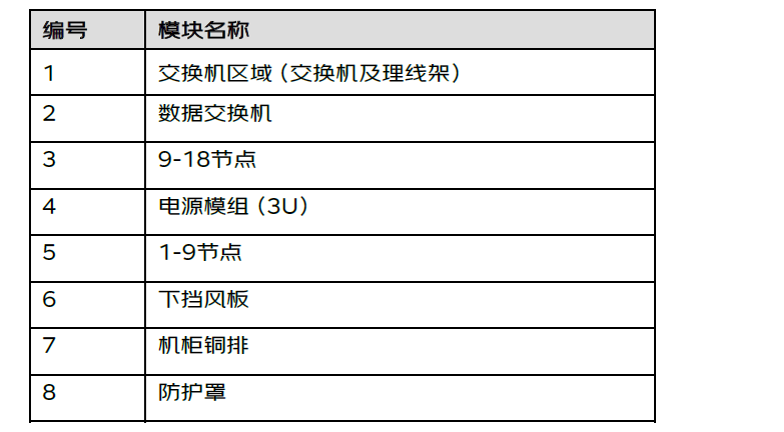 编号 模块名称
1 交换机区域（交换机及理线架）
2 数据交换机
3 9-18节点
4 电源模组（3U）
5 1-9节点
6 下挡风板
7 机柜铜排
8 防护罩